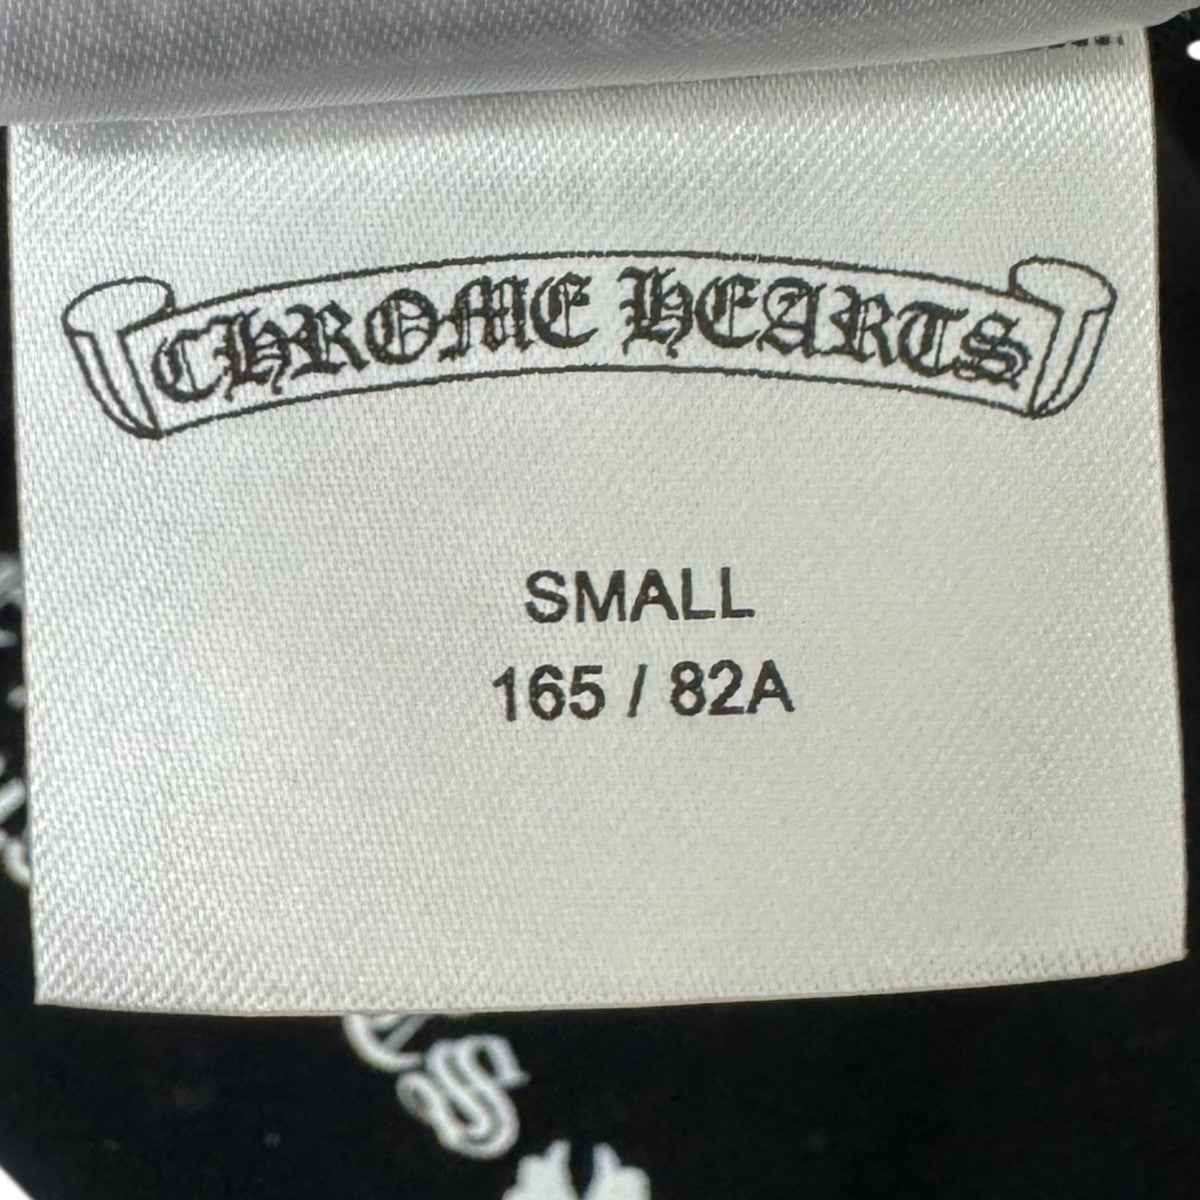 CHROME HEARTS
SMALL
165 / 82A